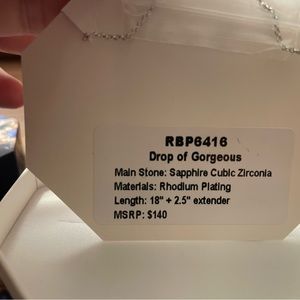 RBP6416
Drop of Gorgeous
Main Stone: Sapphire Cubic Zirconia
Materials: Rhodium Plating
Length: 18" + 2.5" extender
MSRP: $140